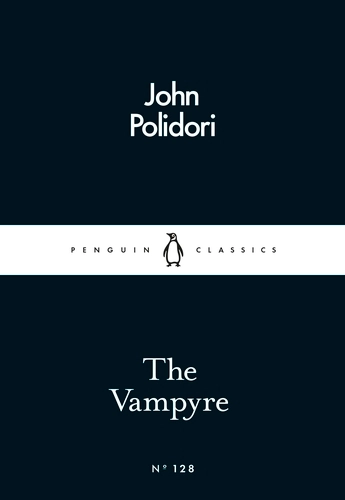 John
Polidori
PENGUIN CLASSICS
The
Vampyre
Nº 128